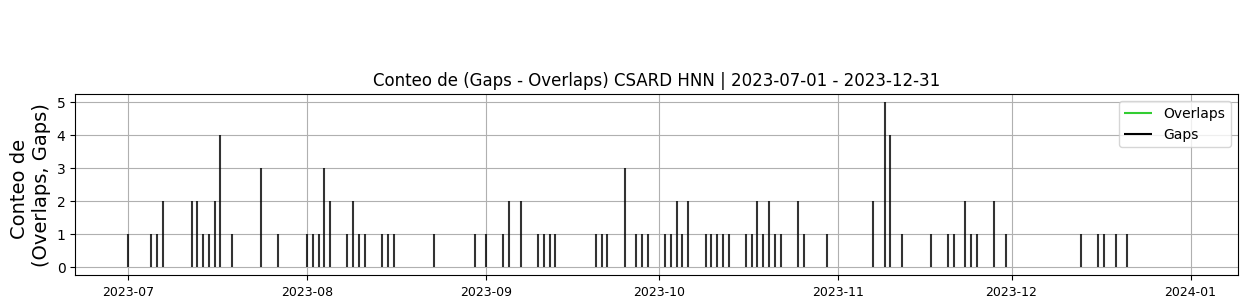 Conteo de (Gaps - Overlaps) CSARD HNN | 2023-07-01 - 2023-12-31
Conteo de
(Overlaps, Gaps)
5
4
3
2
1
0
Overlaps
Gaps
2023-07
2023-08
2023-09
2023-10
2023-11
2023-12
2024-01